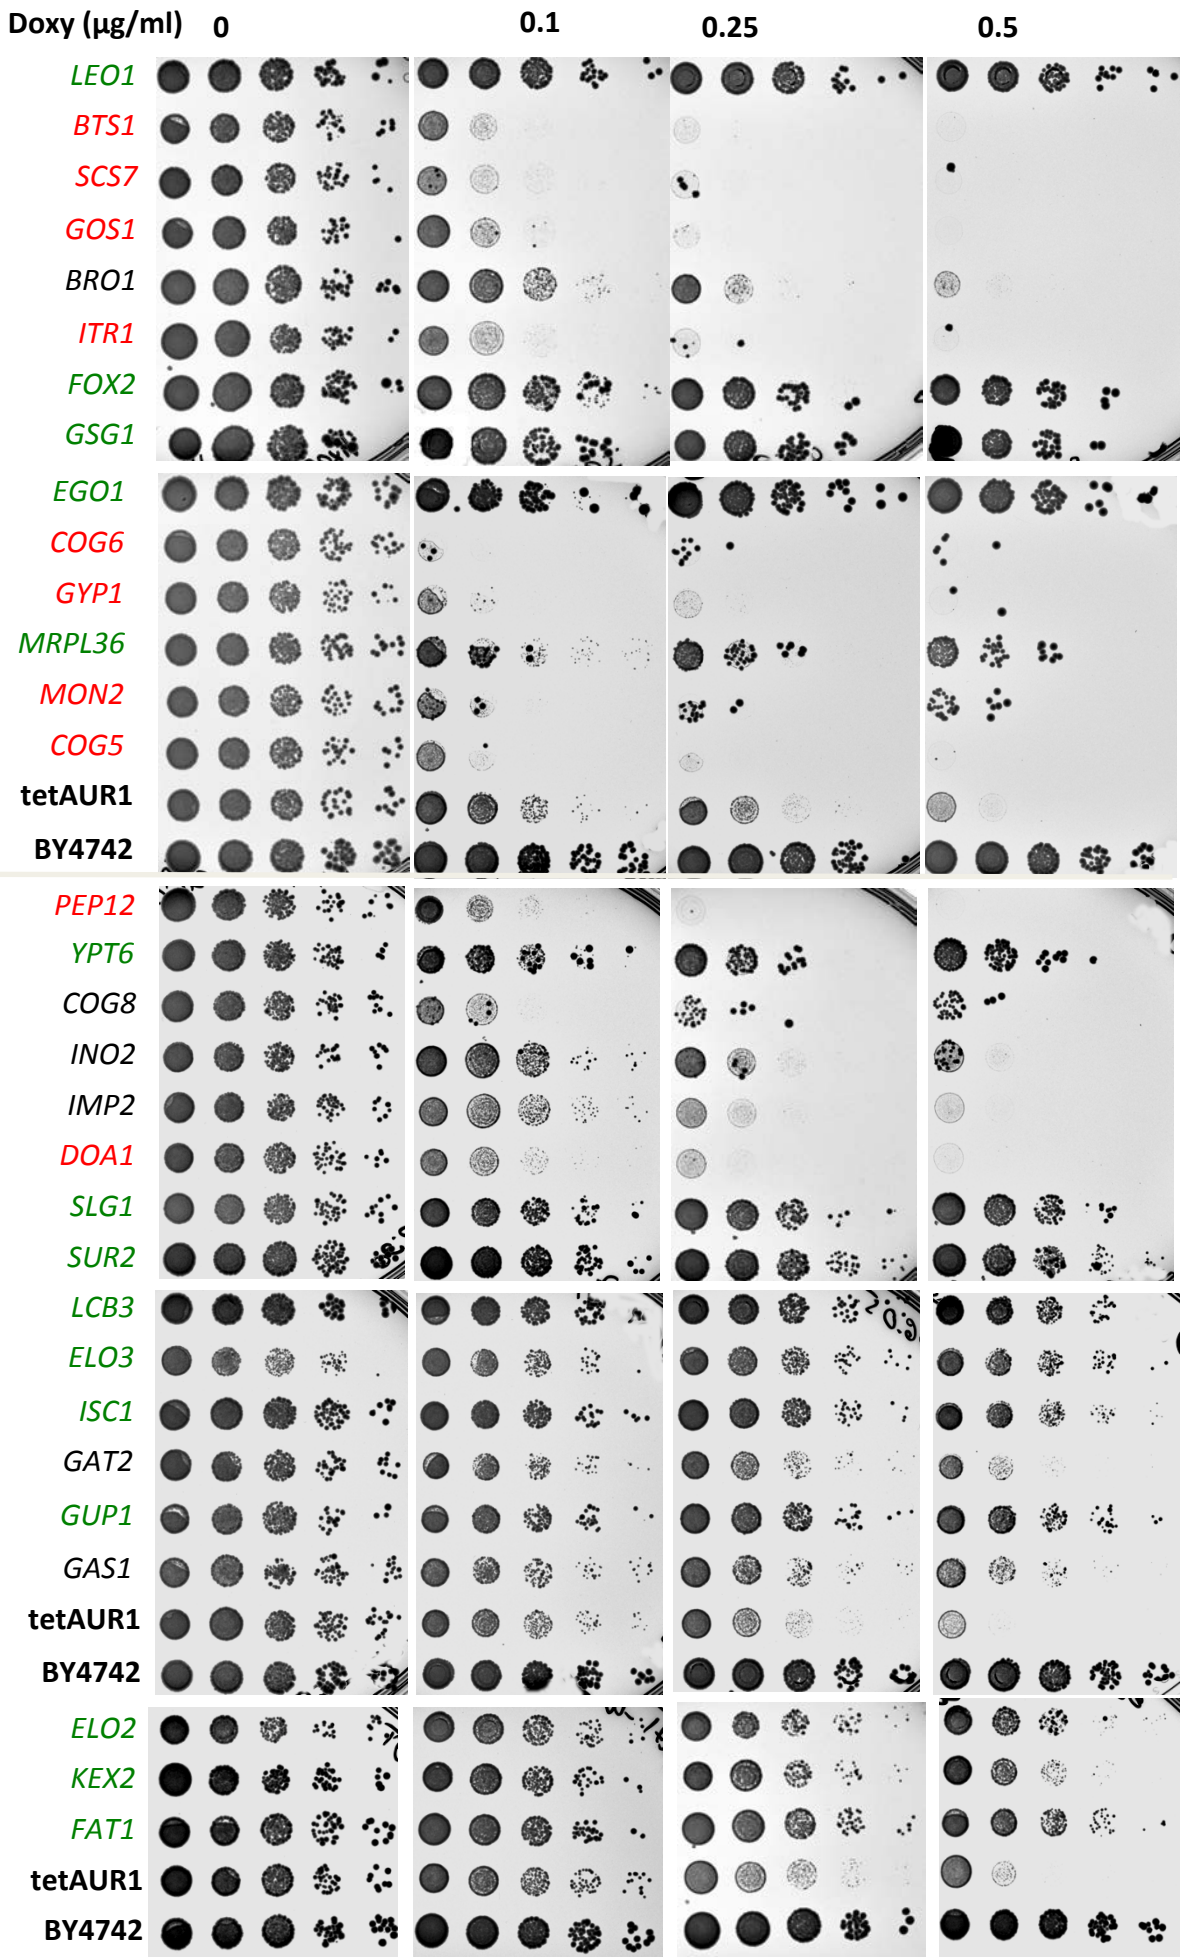 Doxy (µg/ml) 0 0.1 0.25 0.5
LEO1
BTS1
SCS7
GOS1
BRO1
ITR1
FOX2
GSG1
EGO1
COG6
GYP1
MRPL36
MON2
COG5
tetAUR1
BY4742
PEP12
YPT6
COG8
INO2
IMP2
DOA1
SLG1
SUR2
LCB3
ELO3
ISC1
GAT2
GUP1
GAS1
tetAUR1
BY4742
ELO2
KEX2
FAT1
tetAUR1
BY4742